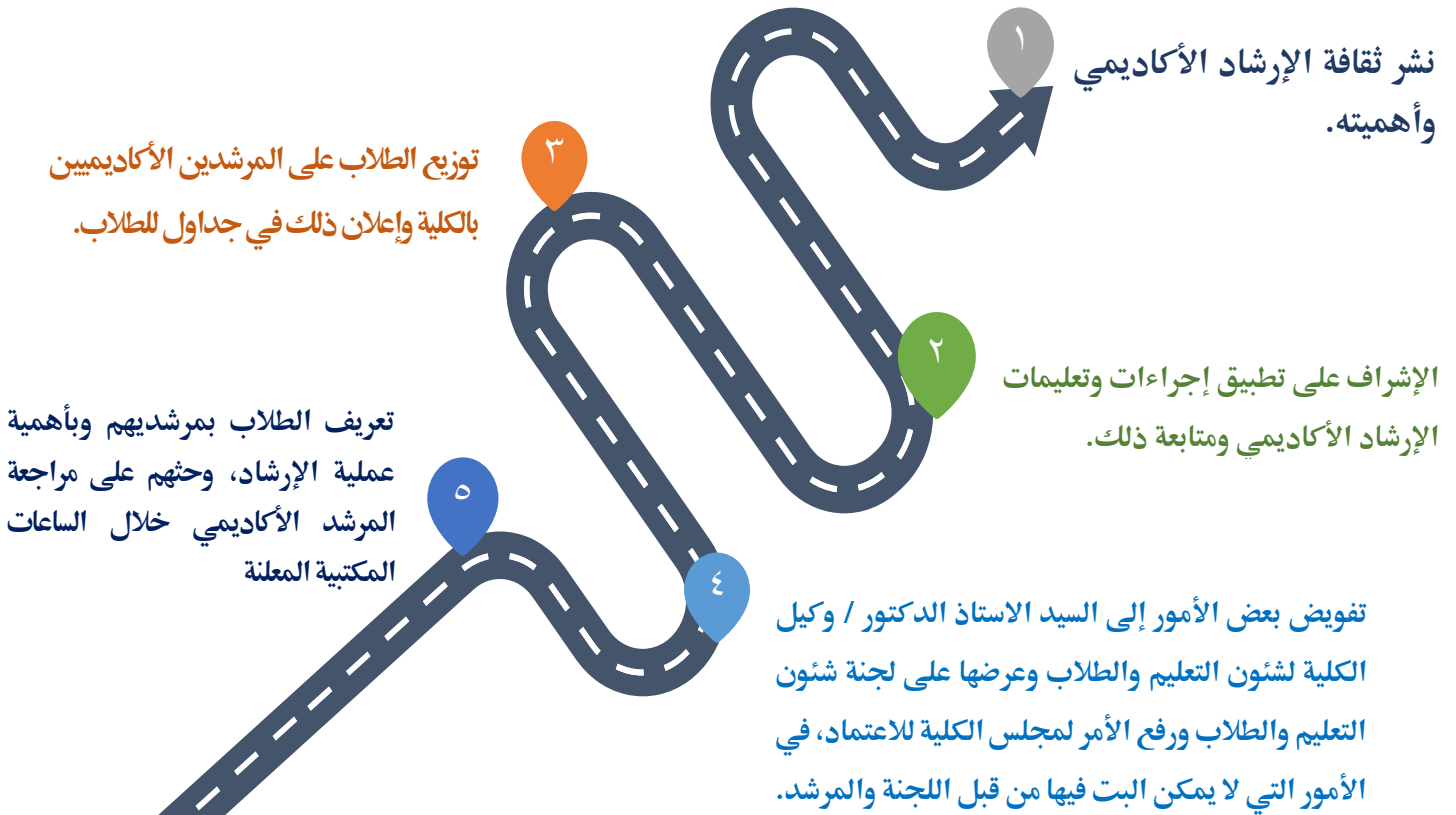 ١
نشر ثقافة الإرشاد الأكاديمي
وأهميته.
٢
الإشراف على تطبيق إجراءات وتعليمات
الإرشاد الأكاديمي ومتابعة ذلك.
٣
توزيع الطلاب على المرشدين الأكاديميين
بالكلية وإعلان ذلك في جداول للطلاب.
٤
تفويض بعض الأمور إلى السيد الاستاذ الدكتور / وكيل
الكلية لشئون التعليم والطلاب وعرضها على لجنة شئون
التعليم والطلاب ورفع الأمر لمجلس الكلية للاعتماد، في
الأمور التي لا يمكن البت فيها من قبل اللجنة والمرشد.
٥
تعريف الطلاب بمرشديهم وبأهمية
عملية الإرشاد، وحثهم على مراجعة
المرشد الأكاديمي خلال الساعات
المكتبية المعلنة